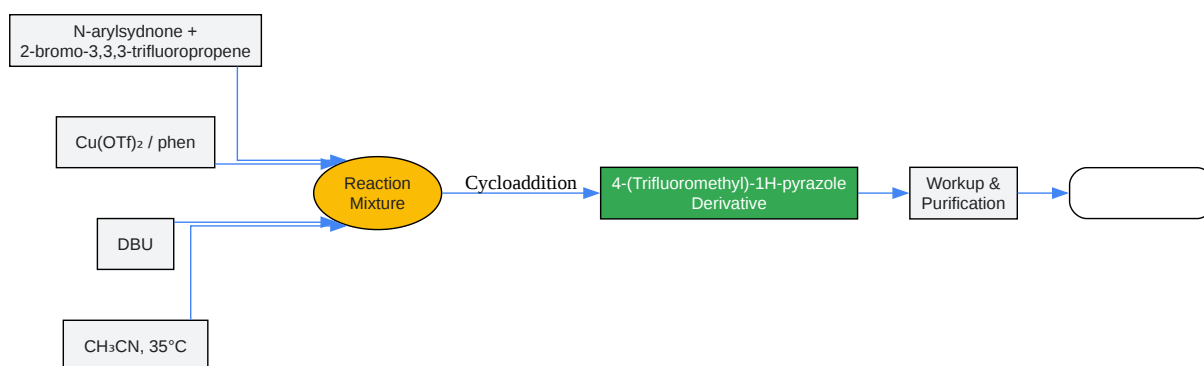 N-arylsydnone +
2-bromo-3,3,3-trifluoropropene
Cu(OTf)₂ / phen
DBU
CH₃CN, 35°C
Reaction
Mixture
Cycloaddition
4-(Trifluoromethyl)-1H-pyrazole
Derivative
Workup &
Purification